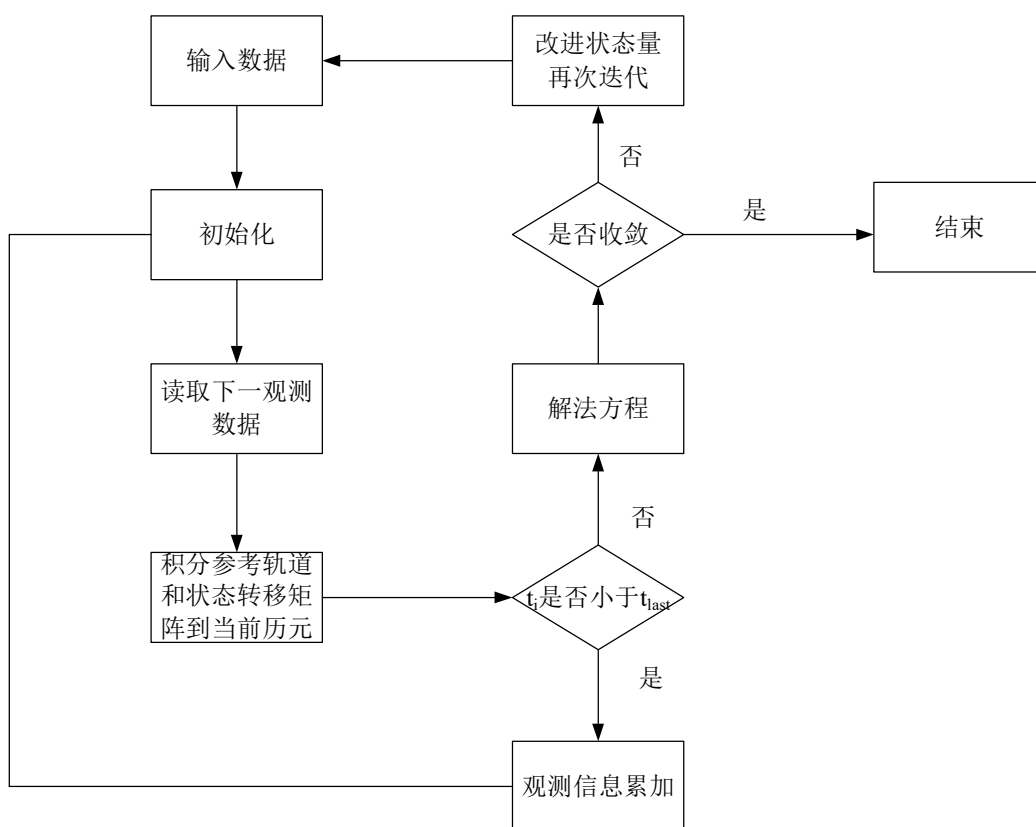 输入数据
改进状态量
再次迭代
否
初始化
是否收敛
是
结束
读取下一观测
数据
解法方程
否
积分参考轨道
和状态转移矩
阵到当前历元
tᵢ是否小于tₗₐₛₜ
是
观测信息累加